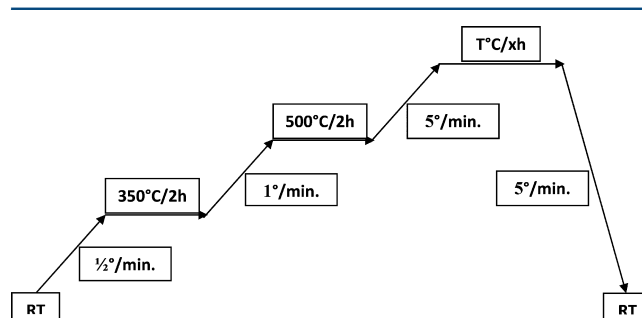 T°C/xh
500°C/2h
5°/min.
350°C/2h
1°/min.
5°/min.
½°/min.
RT
RT